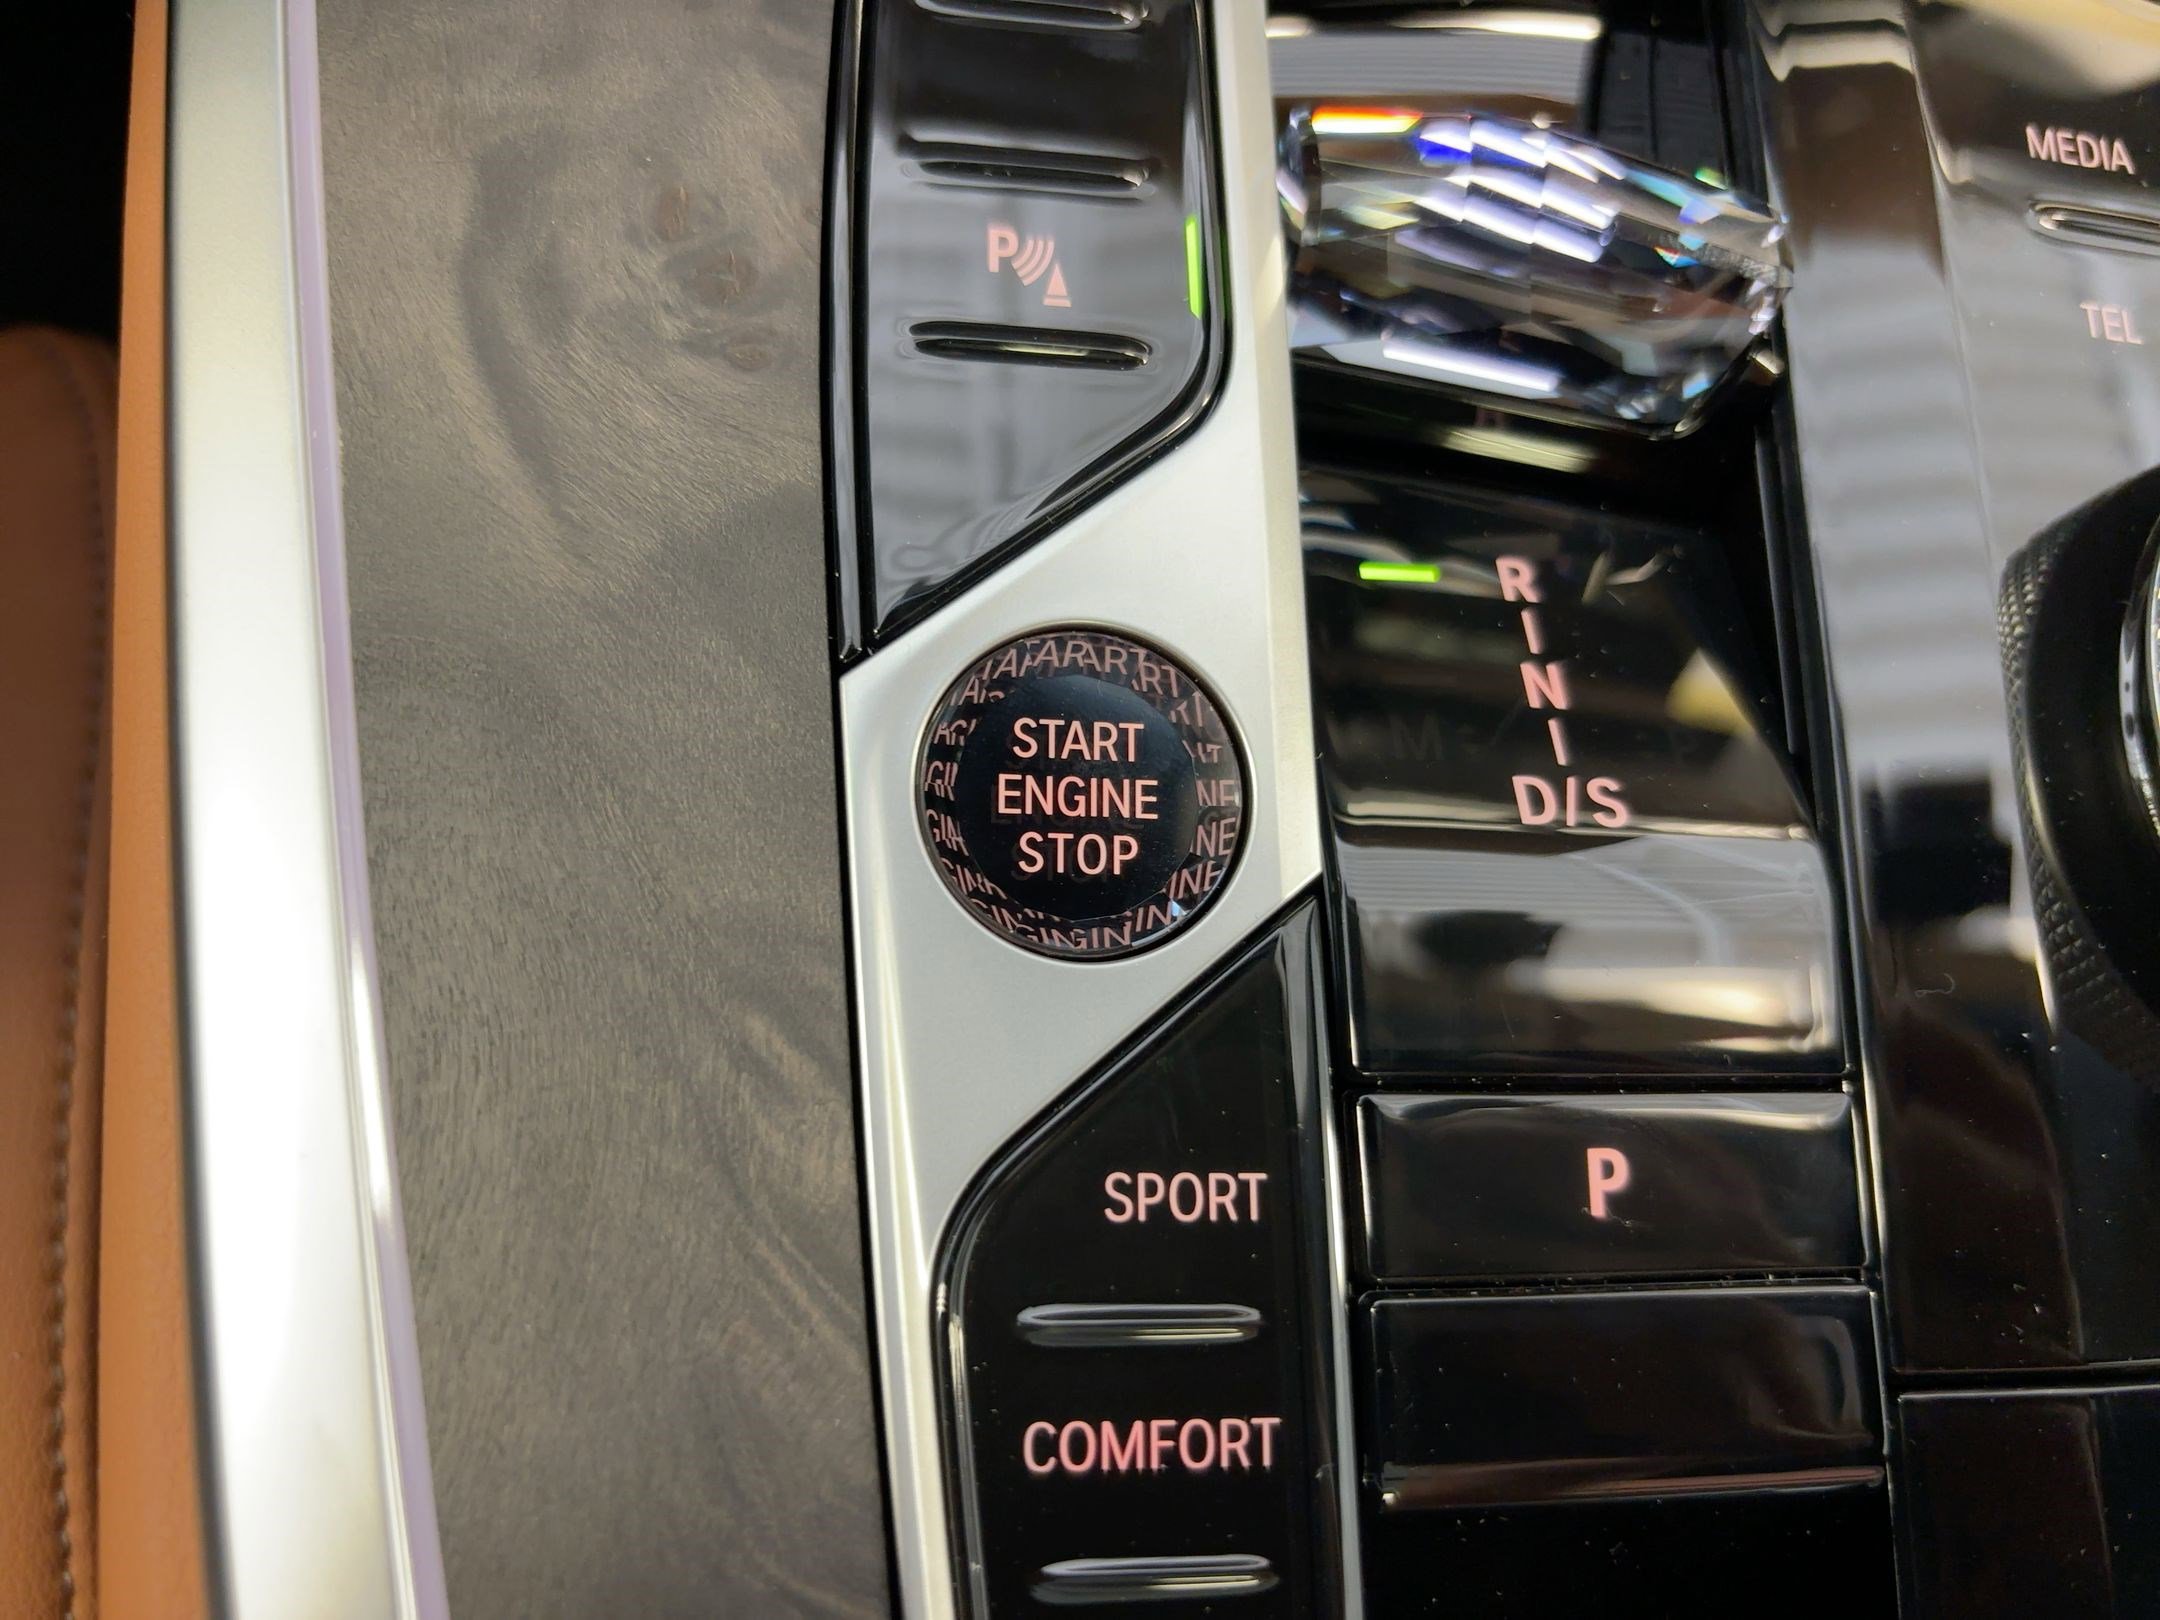 MEDIA
P
TEL
R
N
D/S
START
ENGINE
STOP
P
SPORT
COMFORT